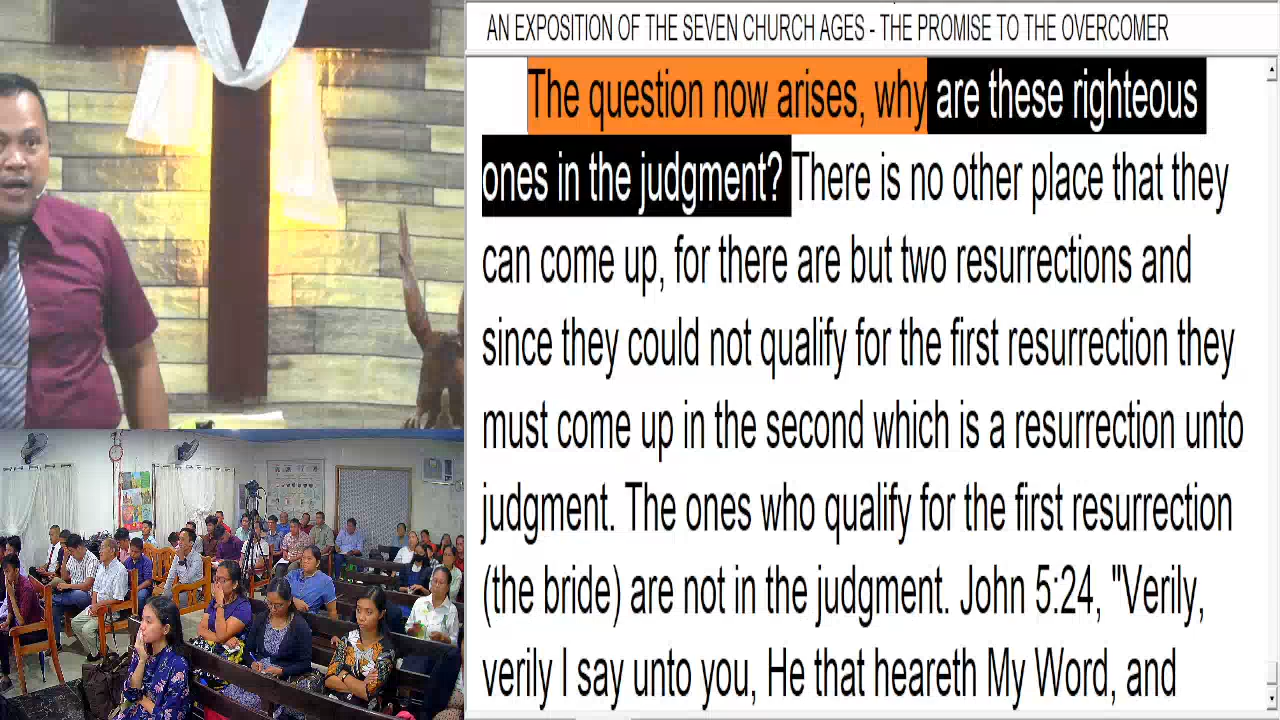 AN EXPOSITION OF THE SEVEN CHURCH AGES - THE PROMISE TO THE OVERCOMER
The question now arises, why are these righteous
ones in the judgment? There is no other place that they
can come up, for there are but two resurrections and
since they could not qualify for the first resurrection they
must come up in the second which is a resurrection unto
judgment. The ones who qualify for the first resurrection
(the bride) are not in the judgment. John 5:24, "Verily,
verily I say unto you, He that heareth My Word, and